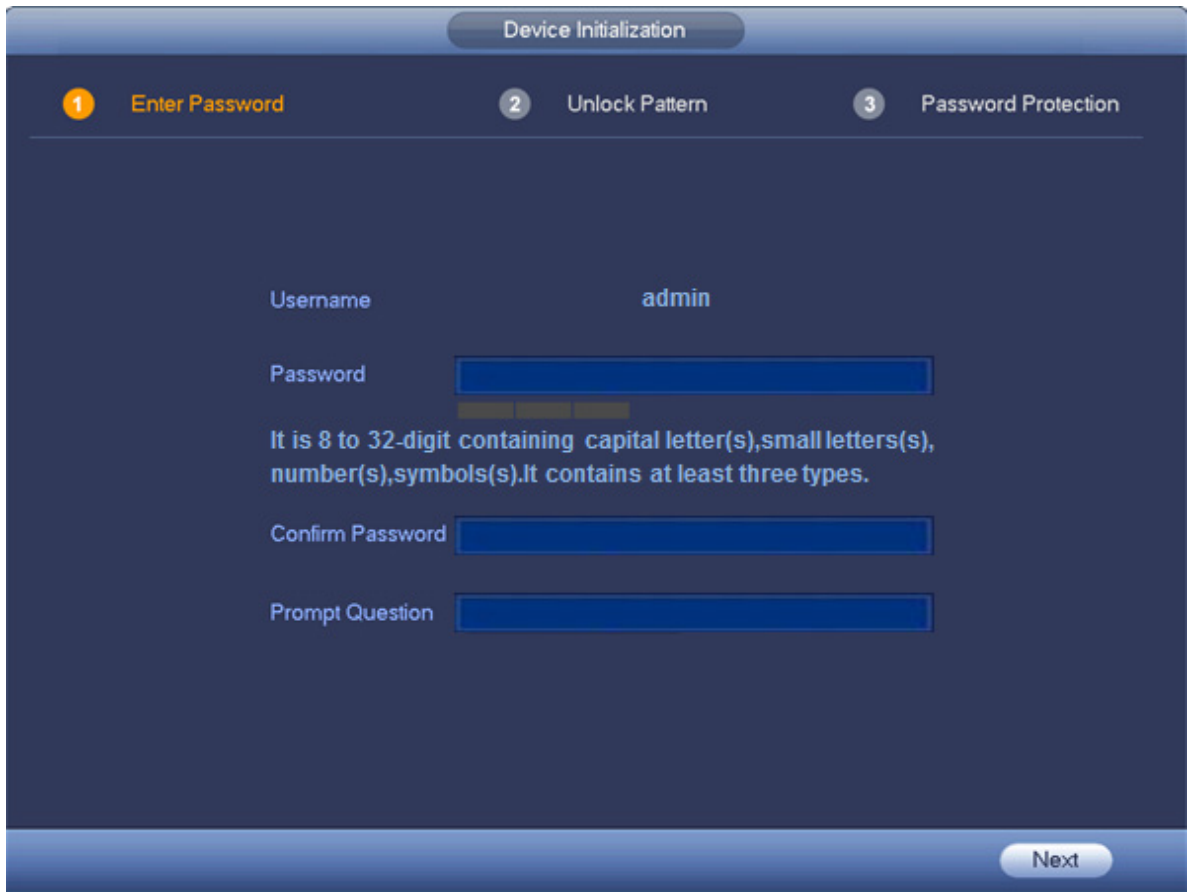 Device Initialization
1 Enter Password 2 Unlock Pattern 3 Password Protection
Username admin
Password
It is 8 to 32-digit containing capital letter(s),small letters(s),
number(s),symbols(s).It contains at least three types.
Confirm Password
Prompt Question
Next